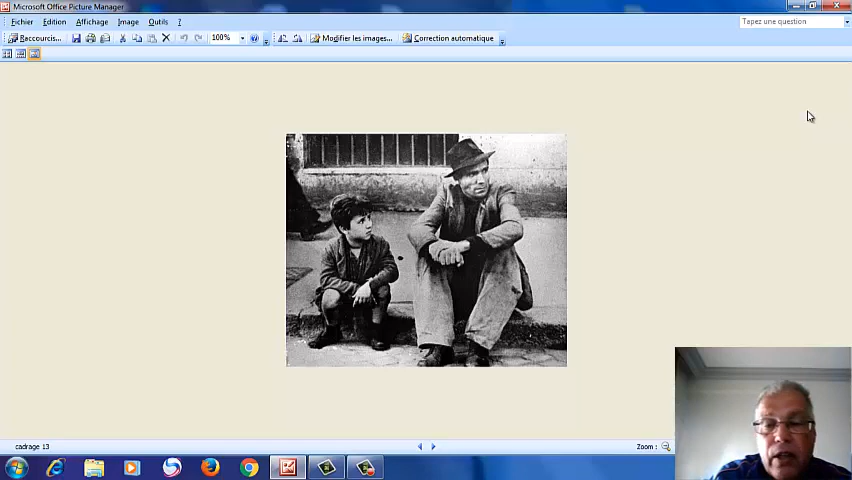 Microsoft Office Picture Manager
Fichier Edition Affichage Image Outils ?
Tapez une question
Raccourcis... 100% Modifier les images... Correction automatique
cadrage 13
Zoom :